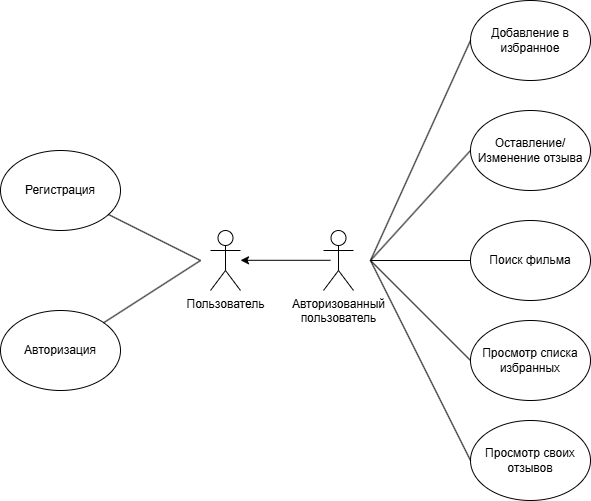 Добавление в
избранное
Оставление/
Изменение отзыва
Регистрация
Поиск фильма
Пользователь
Авторизованный
пользователь
Авторизация
Просмотр списка
избранных
Просмотр своих
отзывов